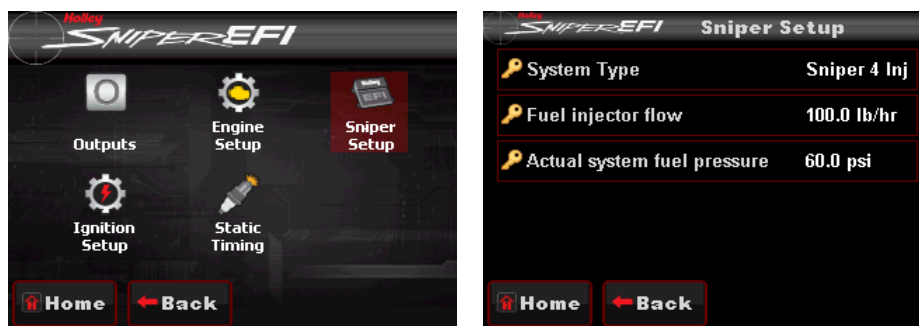 Holley
SNIPER EFI
Outputs
Engine
Setup
Holley
EFI
Sniper
Setup
Ignition
Setup
Static
Timing
Home
Back
Holley
SNIPER EFI
Sniper Setup
System Type Sniper 4 Inj
Fuel injector flow 100.0 lb/hr
Actual system fuel pressure 60.0 psi
Home
Back